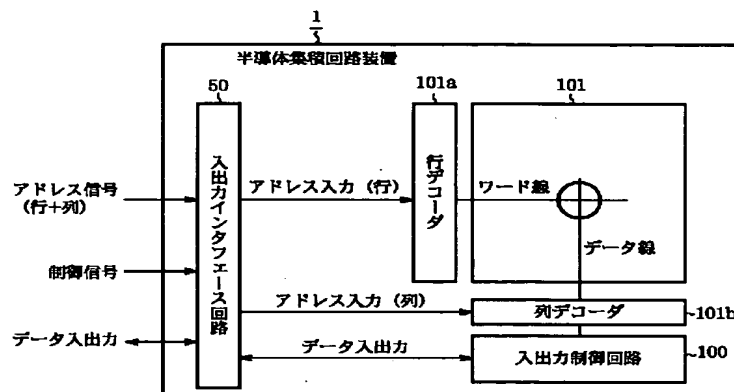 1
半導体集積回路装置
50
101a
101
入出力インタフェース回路
行デコーダ
アドレス信号
(行+列)
アドレス入力 (行)
ワード線
データ線
制御信号
アドレス入力 (列)
列デコーダ
101b
データ入出力
データ入出力
入出力制御回路
100